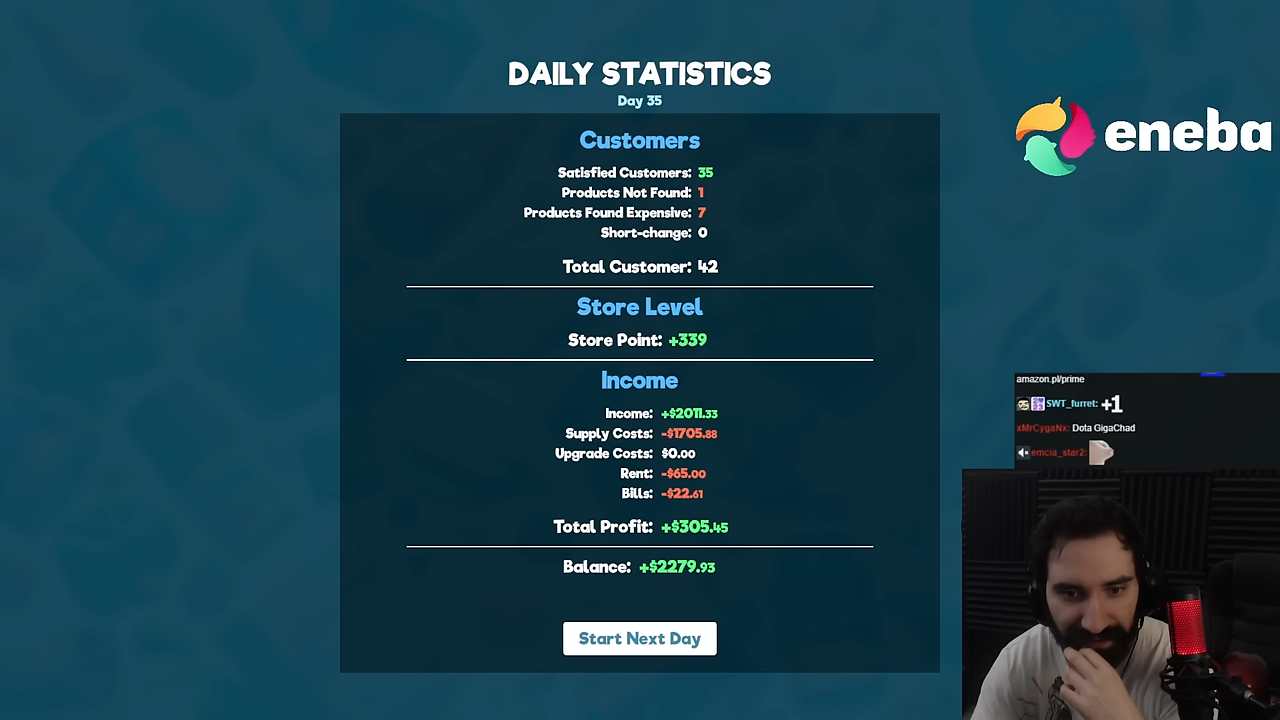 DAILY STATISTICS
Day 35
Customers
Satisfied Customers: 35
Products Not Found: 1
Products Found Expensive: 7
Short-change: 0
Total Customer: 42
Store Level
Store Point: +339
Income
Income: +$2011.33
Supply Costs: -$1705.88
Upgrade Costs: $0.00
Rent: -$65.00
Bills: -$22.61
Total Profit: +$305.45
Balance: +$2279.93
Start Next Day
eneba
amazon.pl/prime
SWT_furret: +1
xMrCygaNx: Dota GigaChad
emcia_star2: